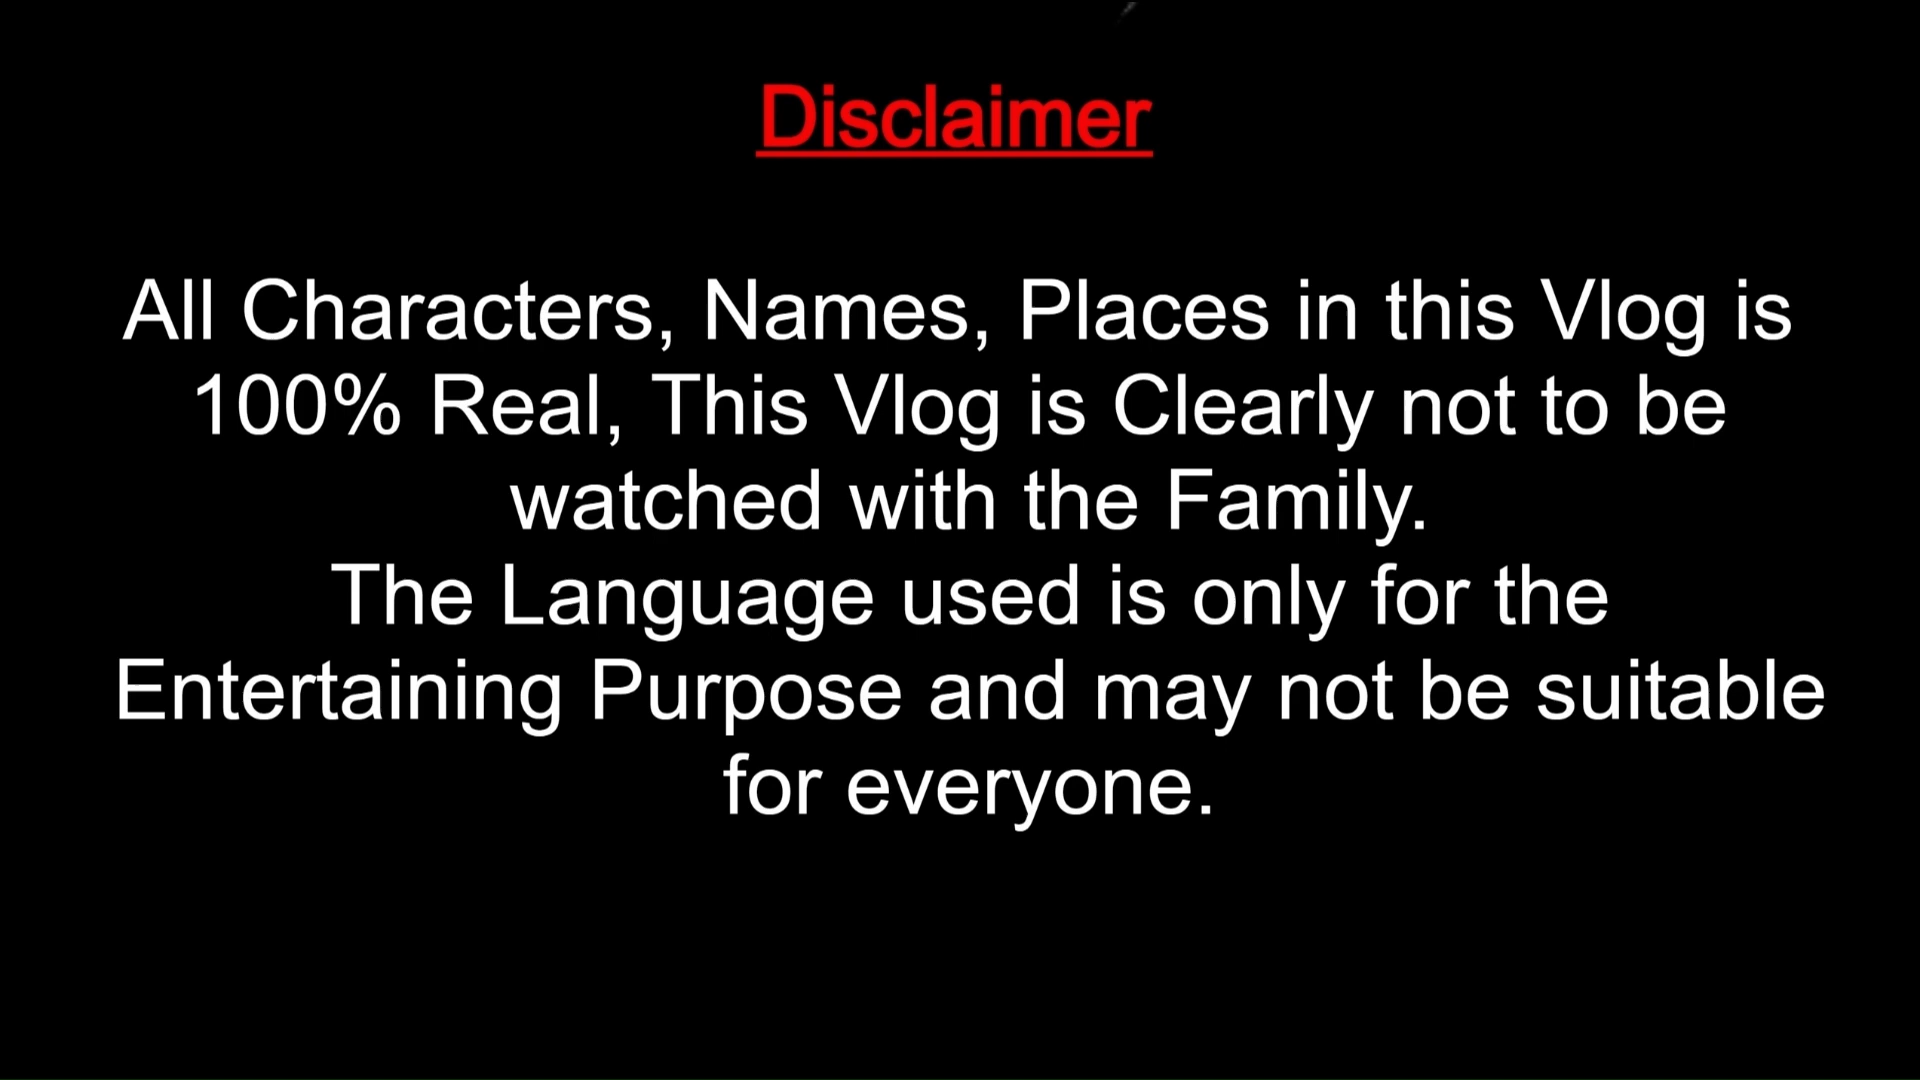 Disclaimer
All Characters, Names, Places in this Vlog is
100% Real, This Vlog is Clearly not to be
watched with the Family.
The Language used is only for the
Entertaining Purpose and may not be suitable
for everyone.